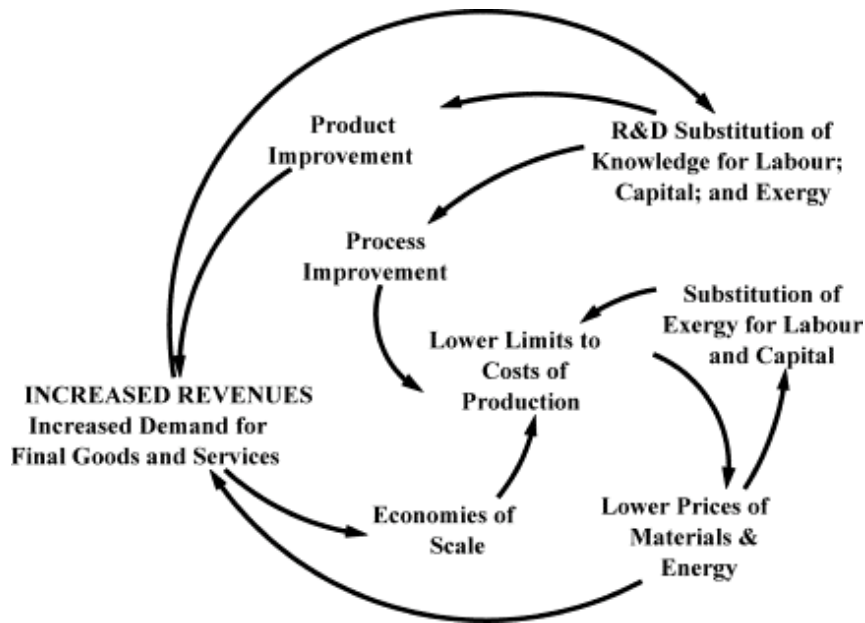 Product
Improvement
R&D Substitution of
Knowledge for Labour;
Capital; and Exergy
Process
Improvement
Substitution of
Exergy for Labour
and Capital
Lower Limits to
Costs of
Production
INCREASED REVENUES
Increased Demand for
Final Goods and Services
Economies of
Scale
Lower Prices of
Materials &
Energy